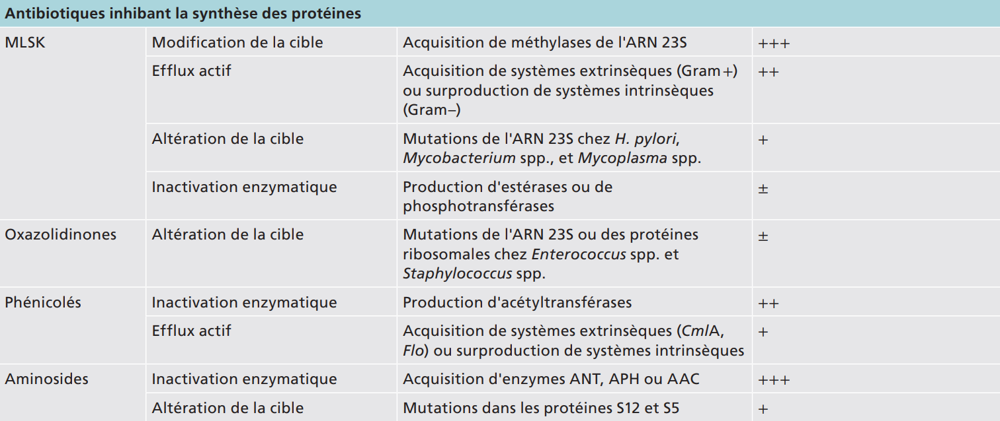 Antibiotiques inhibant la synthèse des protéines
MLSK
Modification de la cible
Acquisition de méthylases de l'ARN 23S
+++
Efflux actif
Acquisition de systèmes extrinsèques (Gram+)
ou surproduction de systèmes intrinsèques
(Gram–)
++
Altération de la cible
Mutations de l'ARN 23S chez H. pylori,
Mycobacterium spp., et Mycoplasma spp.
+
Inactivation enzymatique
Production d'estérases ou de
phosphotransférases
±
Oxazolidinones
Altération de la cible
Mutations de l'ARN 23S ou des protéines
ribosomales chez Enterococcus spp. et
Staphylococcus spp.
±
Phénicolés
Inactivation enzymatique
Production d'acétyltransférases
++
Efflux actif
Acquisition de systèmes extrinsèques (CmlA,
Flo) ou surproduction de systèmes intrinsèques
+
Aminosides
Inactivation enzymatique
Acquisition d'enzymes ANT, APH ou AAC
+++
Altération de la cible
Mutations dans les protéines S12 et S5
+